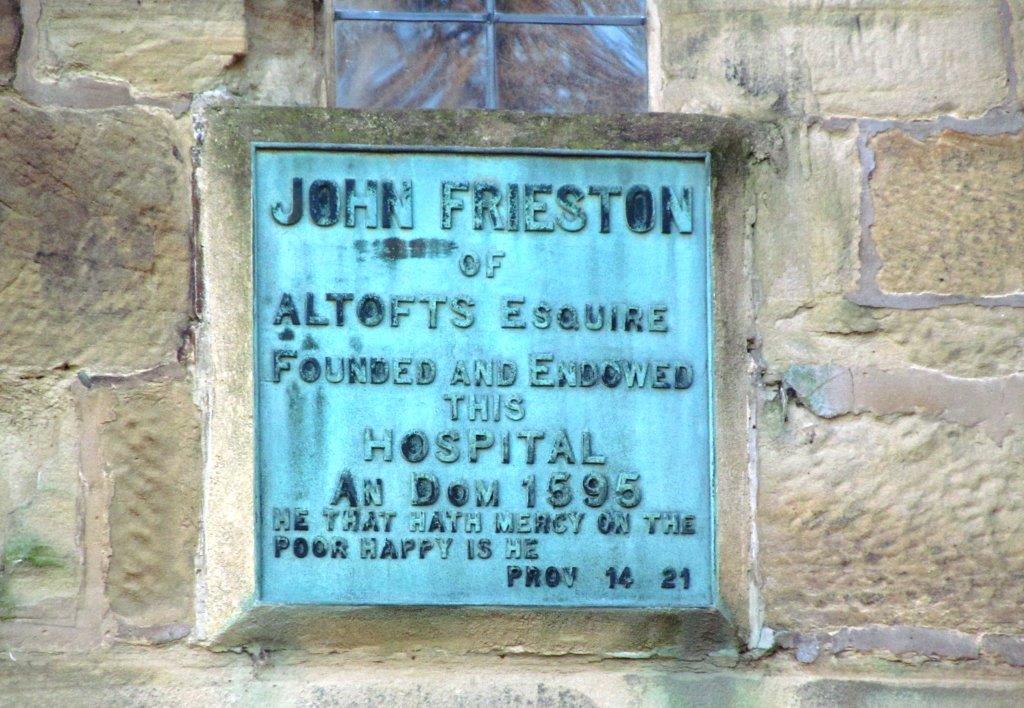 JOHN FRIESTON
OF
ALTOFTS ESQUIRE
FOUNDED AND ENDOWED
THIS
HOSPITAL
AN DOM 1595
HE THAT HATH MERCY ON THE
POOR HAPPY IS HE
PROV 14 21